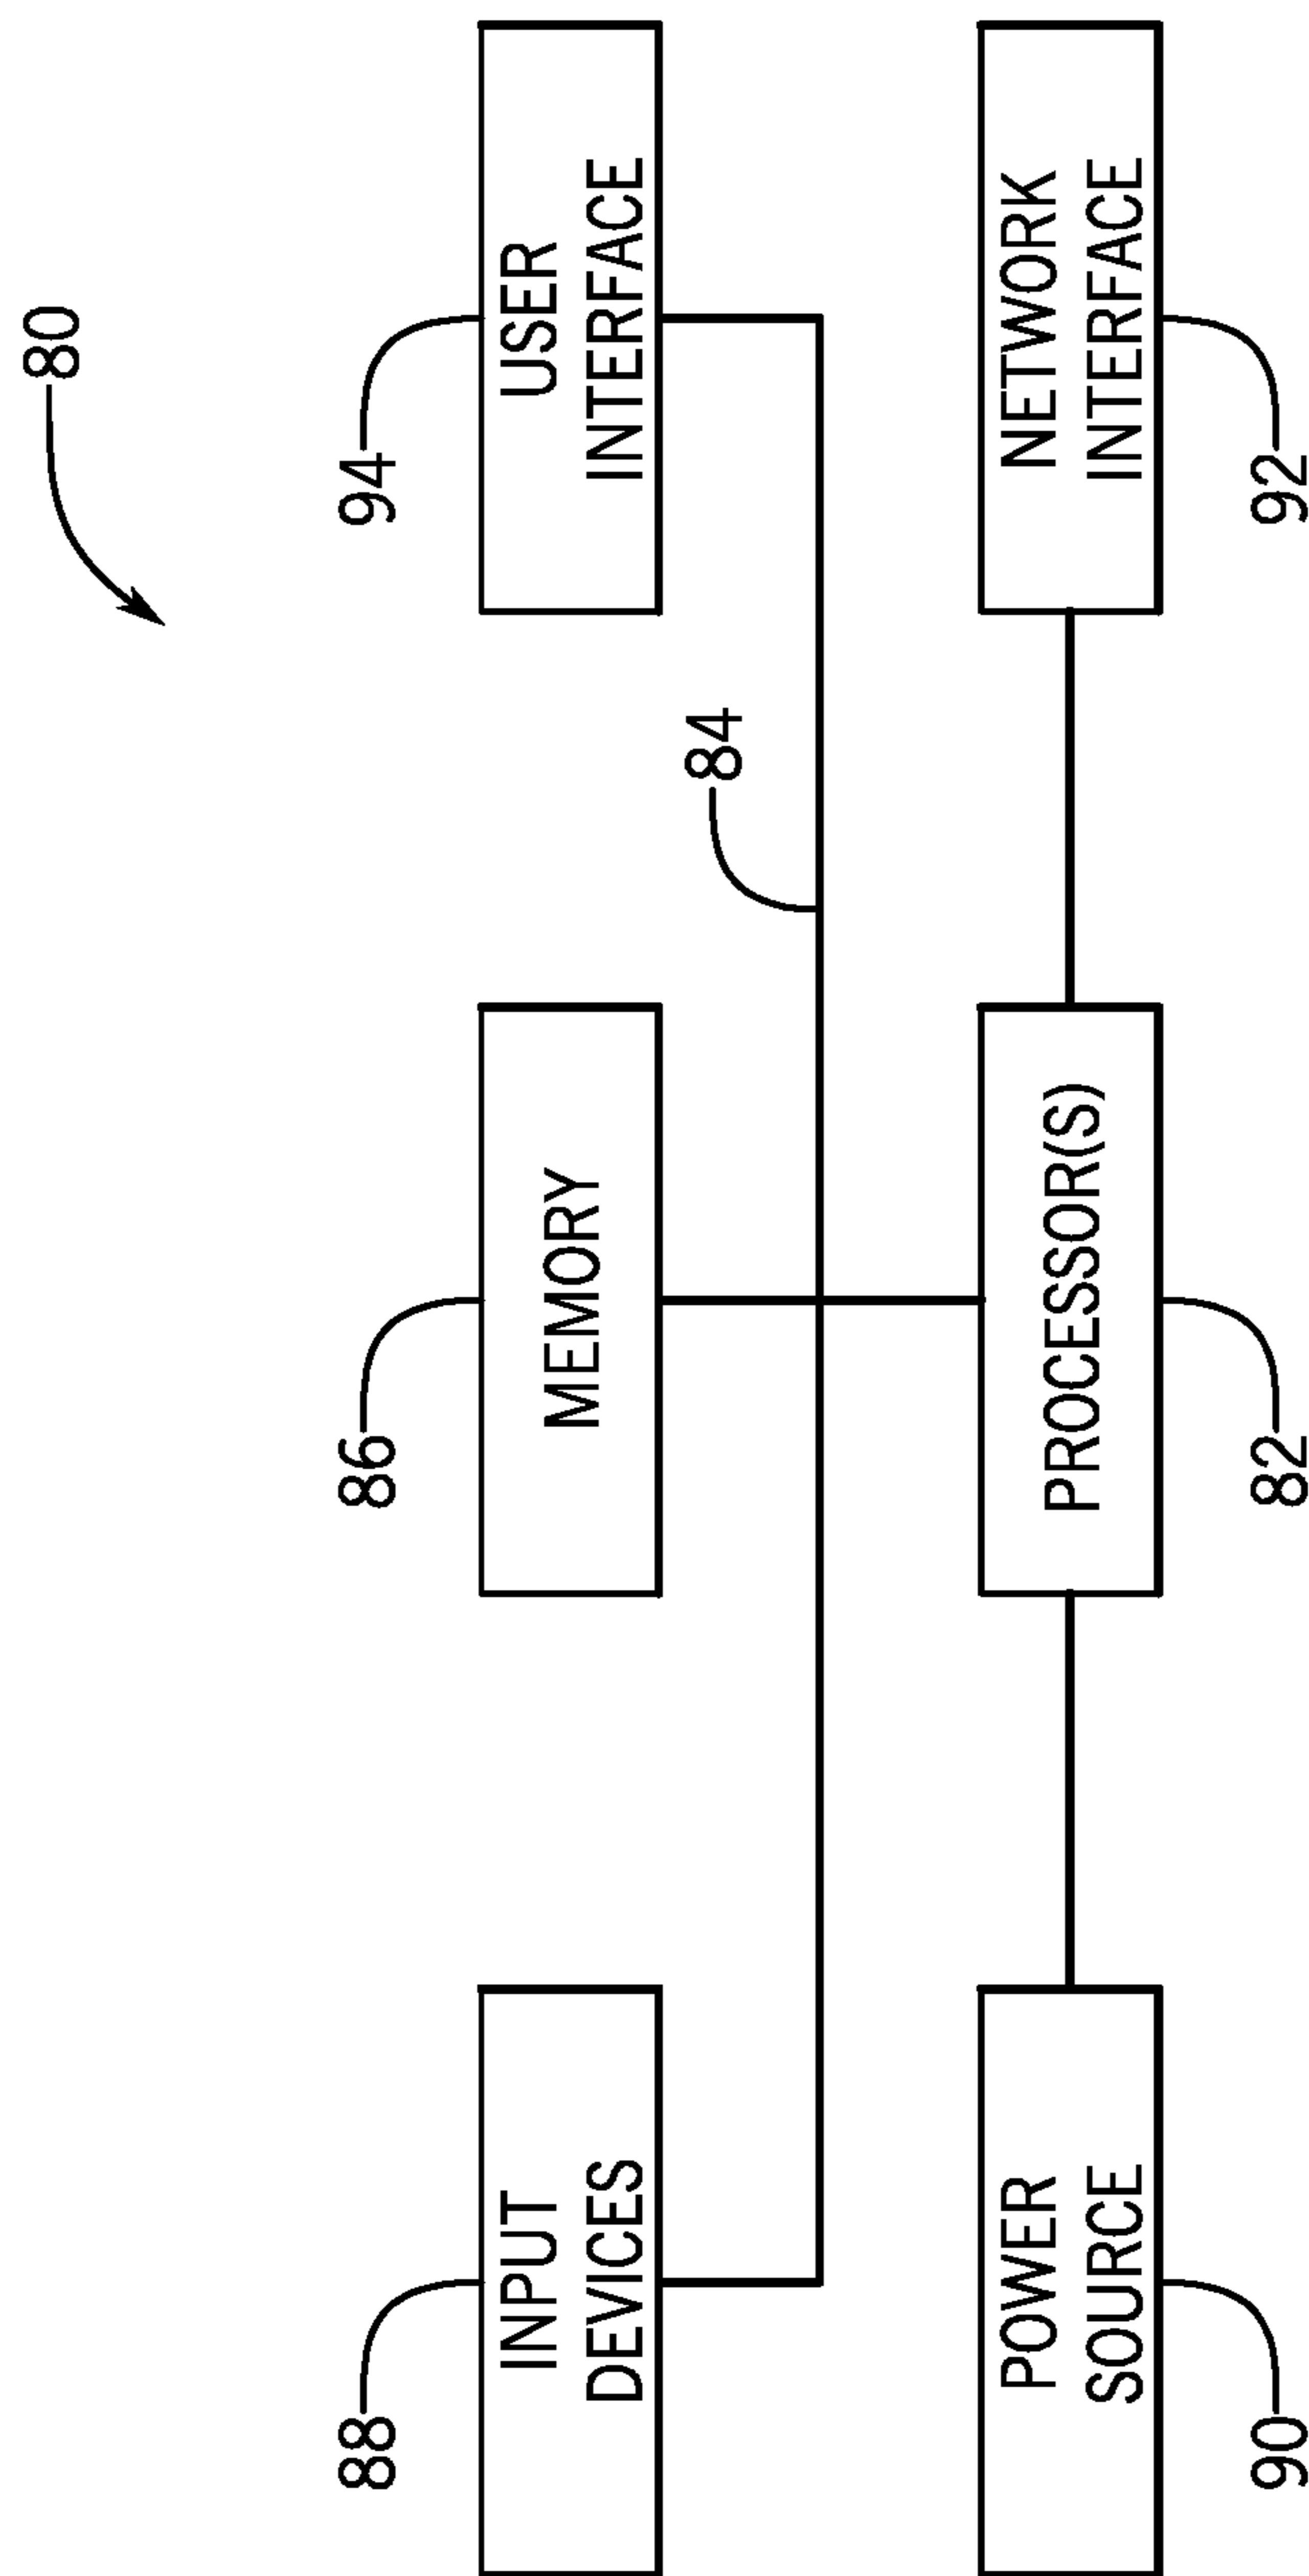 80
88
86
94
INPUT
DEVICES
MEMORY
USER
INTERFACE
84
POWER
SOURCE
PROCESSOR(S)
NETWORK
INTERFACE
90
82
92